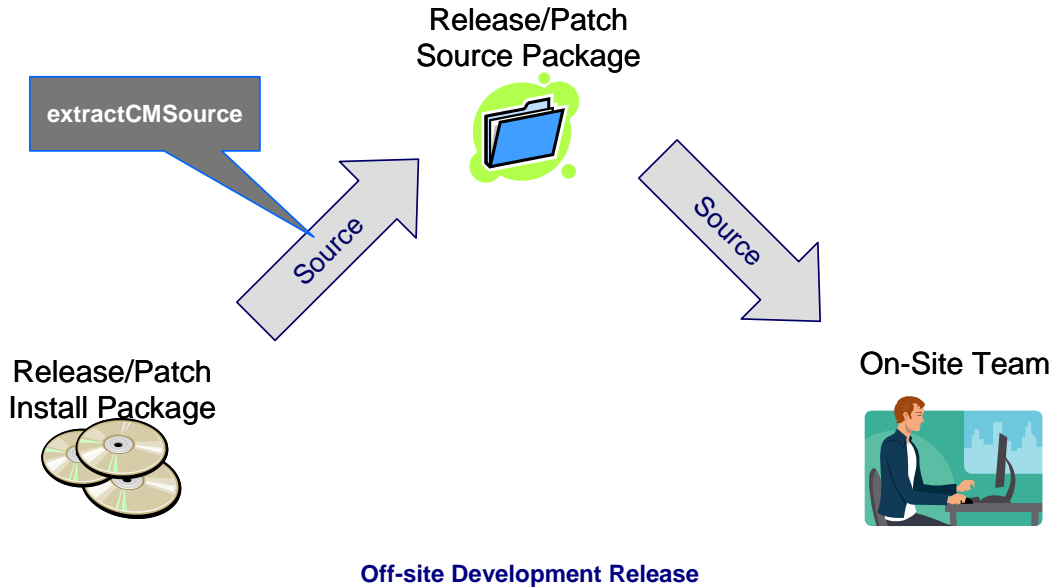 Release/Patch
Source Package
extractCMSource
Source
Source
Release/Patch
Install Package
On-Site Team
Off-site Development Release